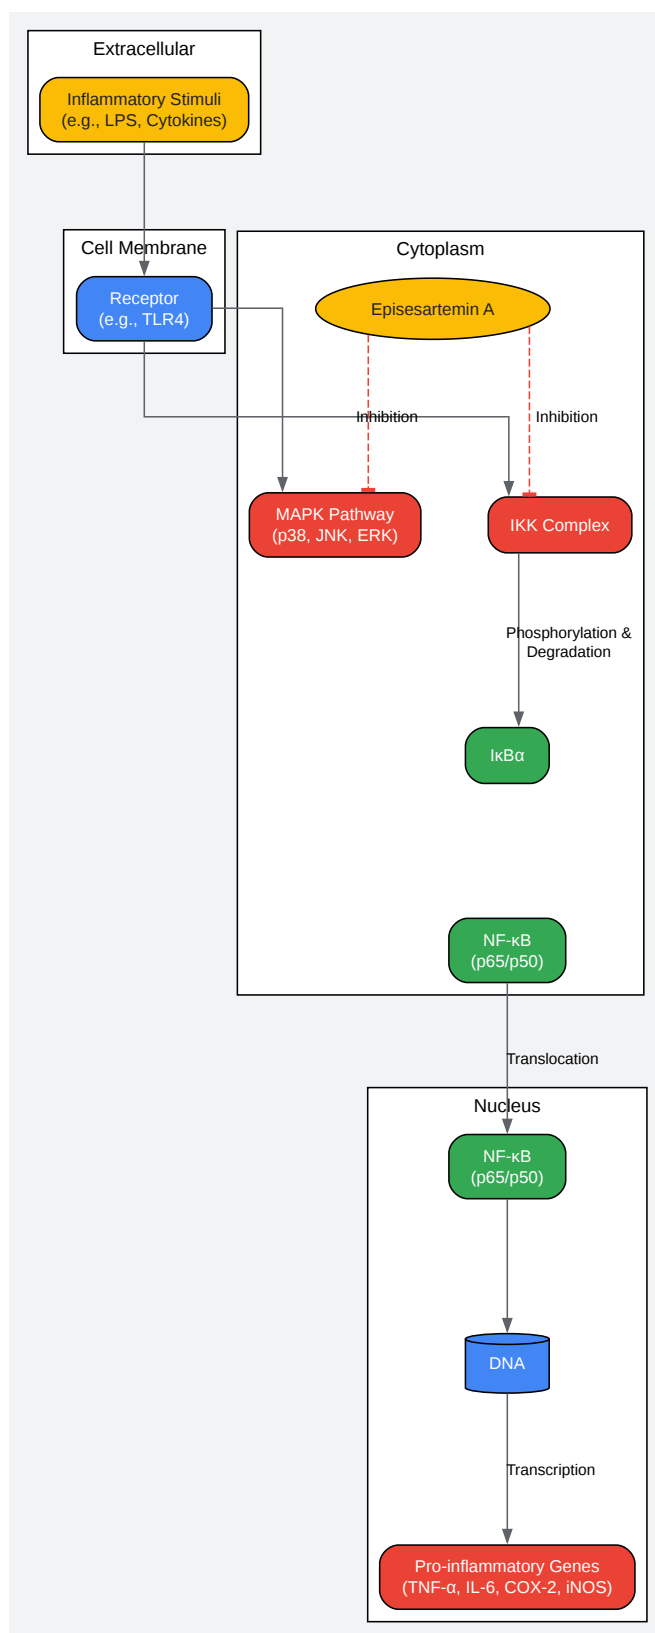 Extracellular
Inflammatory Stimuli
(e.g., LPS, Cytokines)
Cell Membrane
Receptor
(e.g., TLR4)
Cytoplasm
Episesartemin A
Inhibition
Inhibition
MAPK Pathway
(p38, JNK, ERK)
IKK Complex
Phosphorylation &
Degradation
IκBα
NF-κB
(p65/p50)
Translocation
Nucleus
NF-κB
(p65/p50)
DNA
Transcription
Pro-inflammatory Genes
(TNF-α, IL-6, COX-2, iNOS)